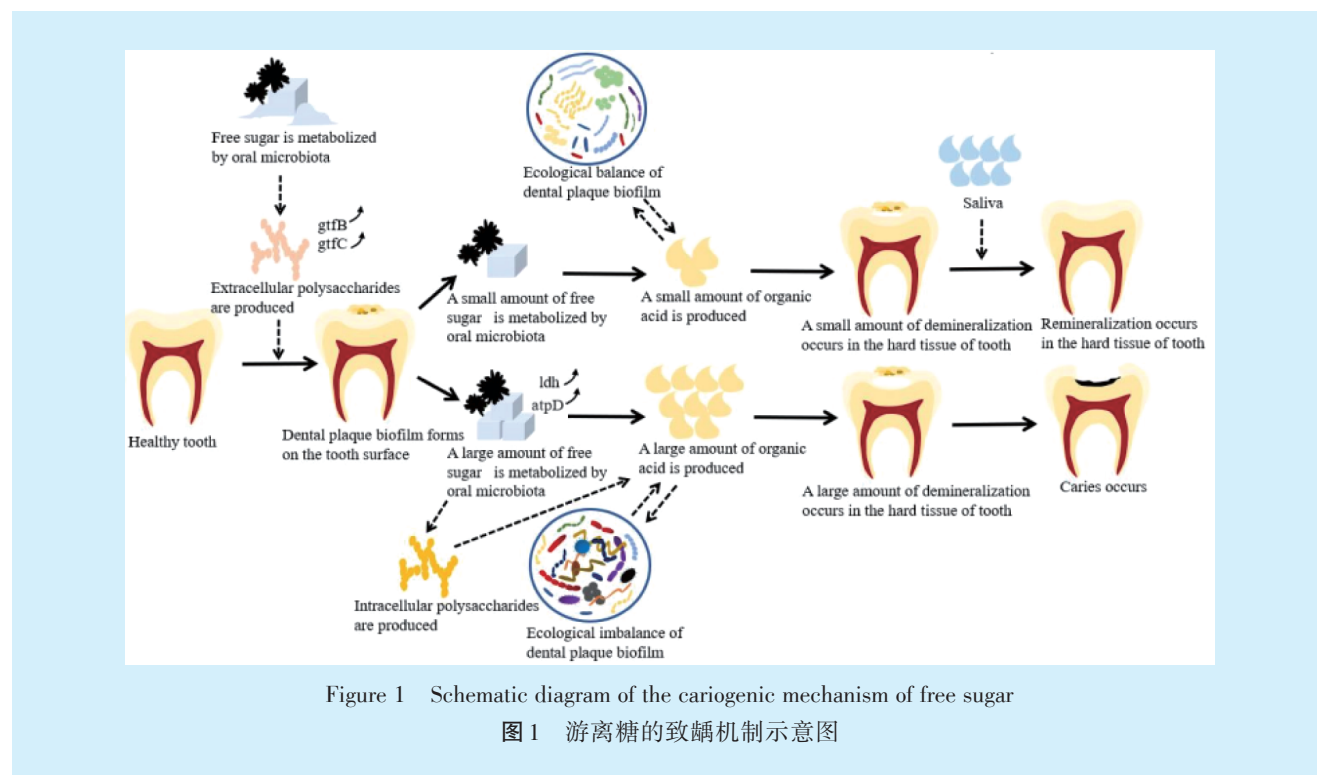 Free sugar is metabolized
by oral microbiota
gtfB
gtfC
Extracellular polysaccharides
are produced
Healthy tooth
Dental plaque biofilm forms
on the tooth surface
A small amount of free
sugar is metabolized by
oral microbiota
Ecological balance of
dental plaque biofilm
A small amount of organic
acid is produced
A small amount of demineralization
occurs in the hard tissue of tooth
Saliva
Remineralization occurs
in the hard tissue of tooth
ldh
atpD
A large amount of free
sugar is metabolized by
oral microbiota
Intracellular polysaccharides
are produced
A large amount of organic
acid is produced
Ecological imbalance of
dental plaque biofilm
A large amount of demineralization
occurs in the hard tissue of tooth
Caries occurs
Figure 1 Schematic diagram of the cariogenic mechanism of free sugar
图1 游离糖的致龋机制示意图